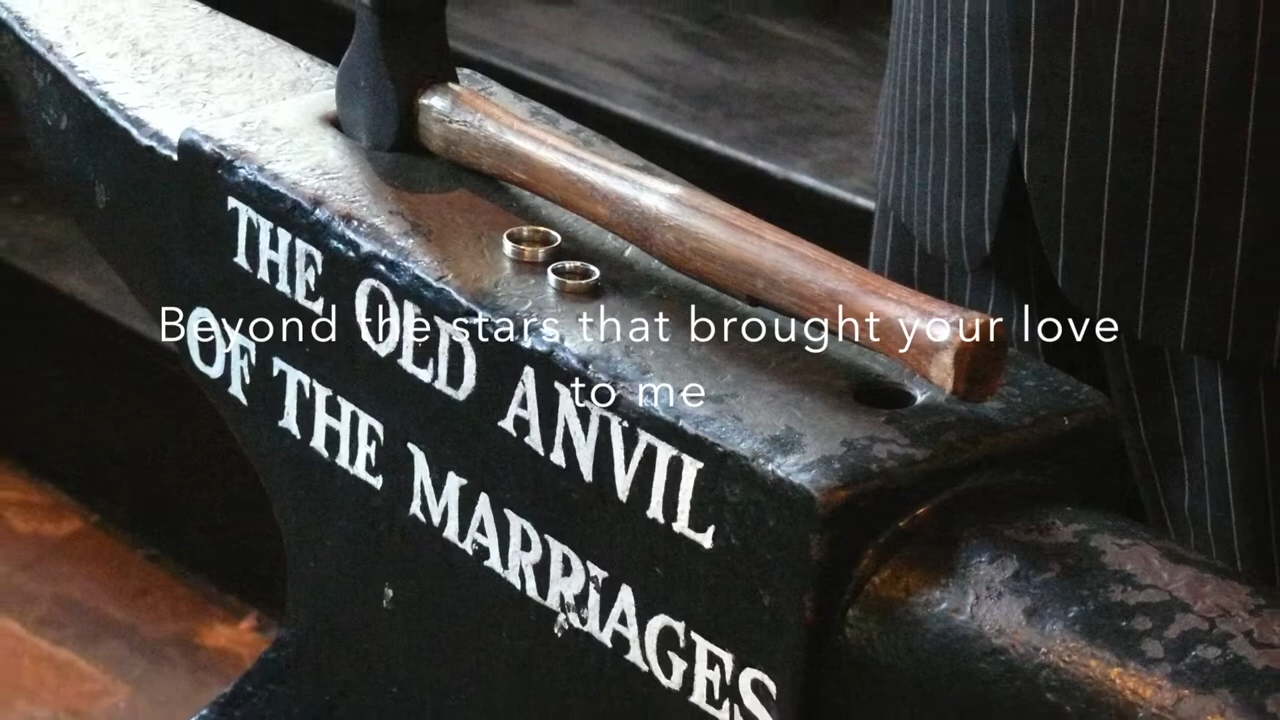 THE OLD ANVIL
OF THE MARRIAGES
Beyond the stars that brought your love
to me